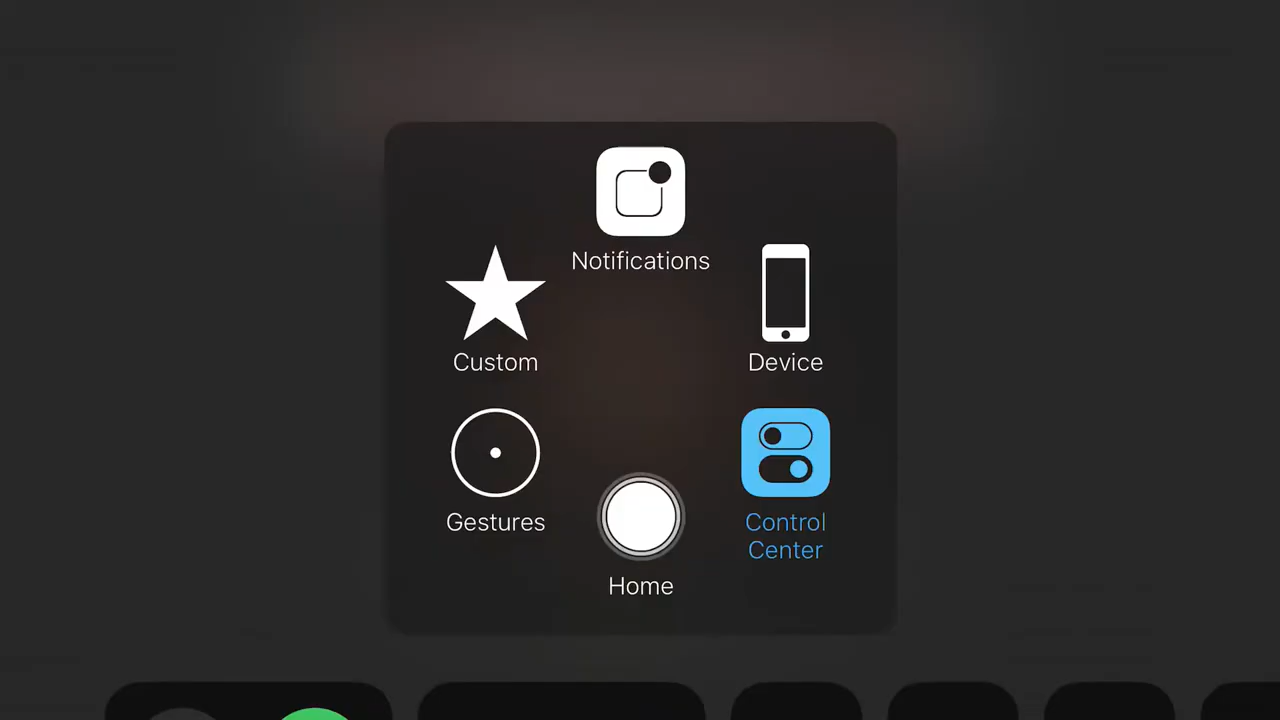 Notifications
Custom
Device
Gestures
Control
Center
Home